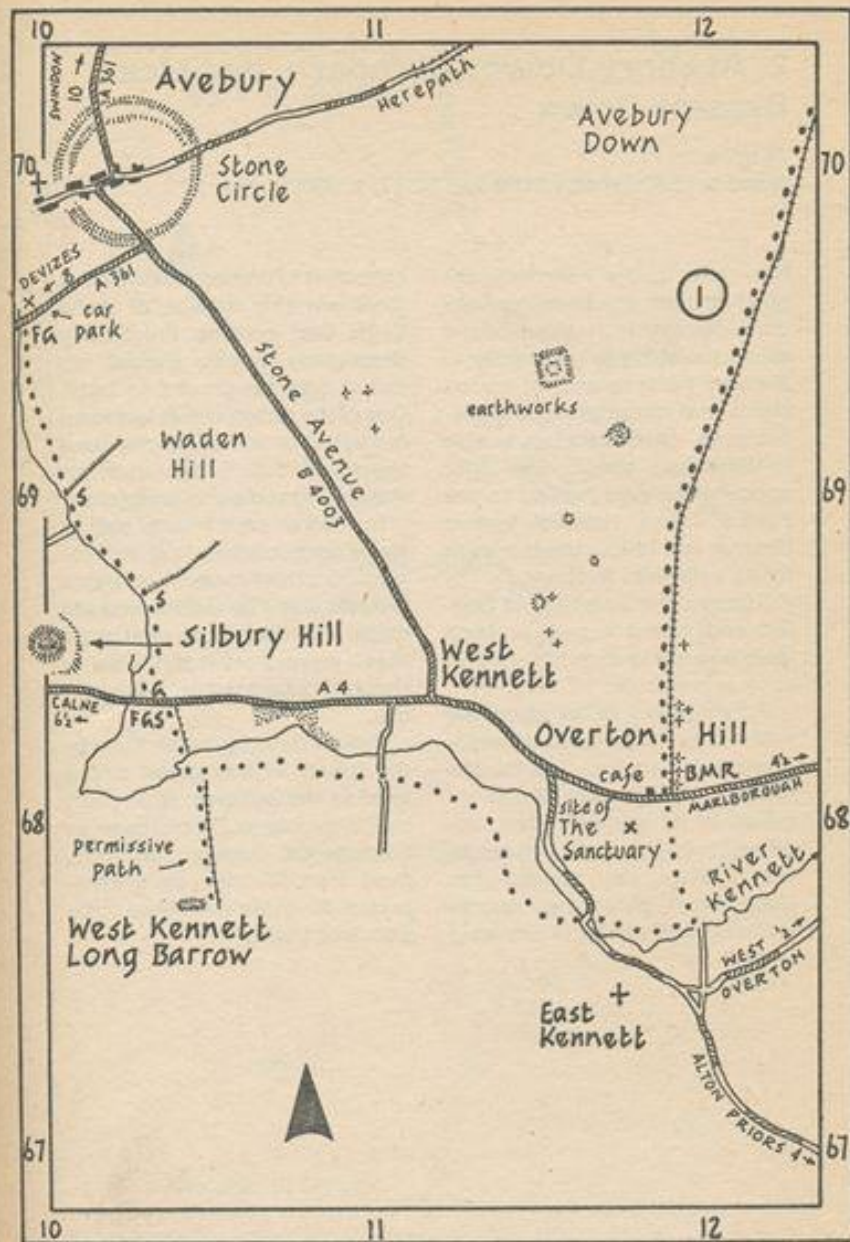 10 11 12
SWINDON
10
A 361
Avebury
Herepath
Avebury
Down
70
70
Stone
Circle
DEVIZES
8
A 361
FG
car
park
1
Stone Avenue
B 4003
earthworks
Waden
Hill
69
69
S
S
Silbury Hill
West
Kennett
G
A 4
CALNE
6½
FGS
Overton Hill
cafe
BMR
4½
MARLBOROUGH
68
68
site of
The
Sanctuary
permissive
path
River
Kennett
West Kennett
Long Barrow
WEST ½
OVERTON
East
Kennett
ALTON PRIORS 4
67
67
10 11 12